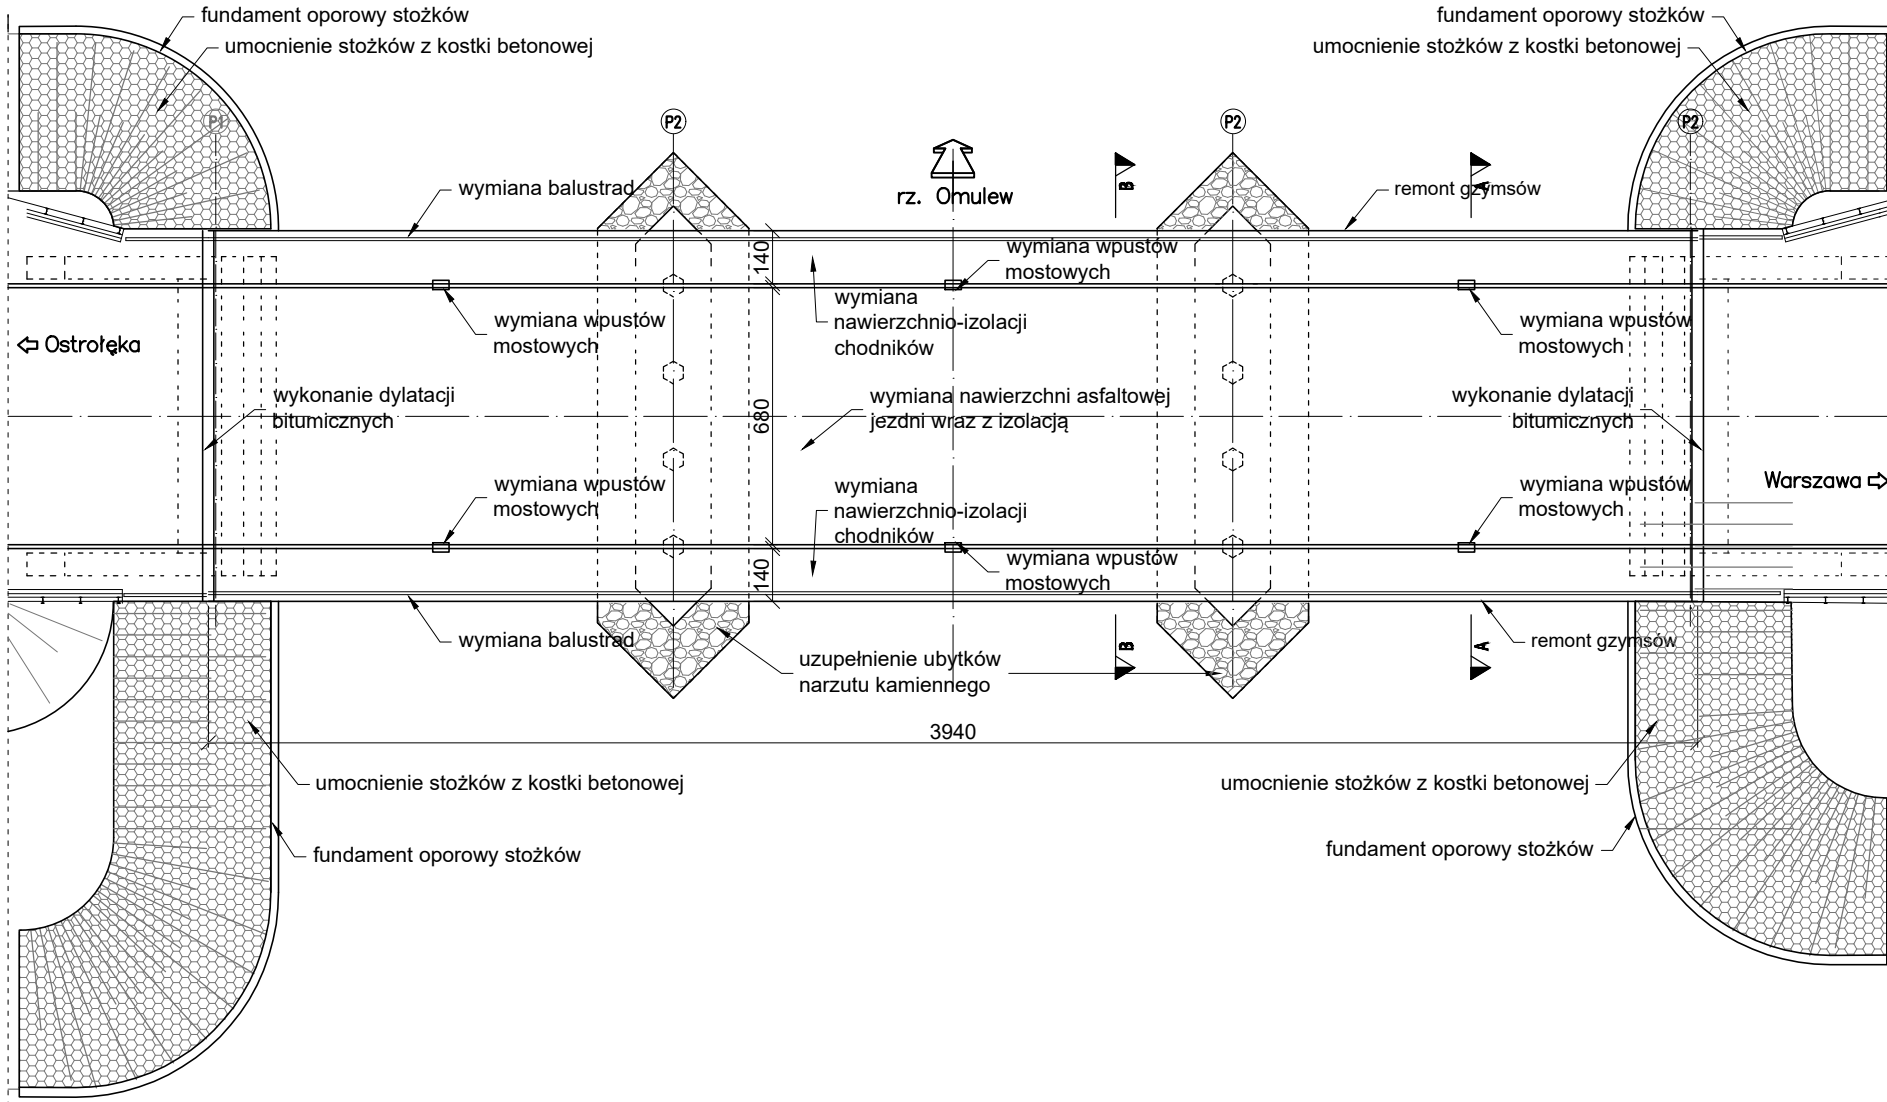 fundament oporowy stożków
umocnienie stożków z kostki betonowej
fundament oporowy stożków
umocnienie stożków z kostki betonowej
P1
P2
P2
P2
rz. Omulew
B
A
wymiana balustrad
remont gzymsów
140
wymiana wpustów
mostowych
wymiana
nawierzchnio-izolacji
chodników
wymiana wpustów
mostowych
wymiana wpustów
mostowych
Ostrołęka
wykonanie dylatacji
bitumicznych
680
wymiana nawierzchni asfaltowej
jezdni wraz z izolacją
wykonanie dylatacji
bitumicznych
Warszawa
wymiana wpustów
mostowych
wymiana
nawierzchnio-izolacji
chodników
wymiana wpustów
mostowych
140
wymiana wpustów
mostowych
wymiana balustrad
uzupełnienie ubytków
narzutu kamiennego
B
A
remont gzymsów
3940
umocnienie stożków z kostki betonowej
umocnienie stożków z kostki betonowej
fundament oporowy stożków
fundament oporowy stożków